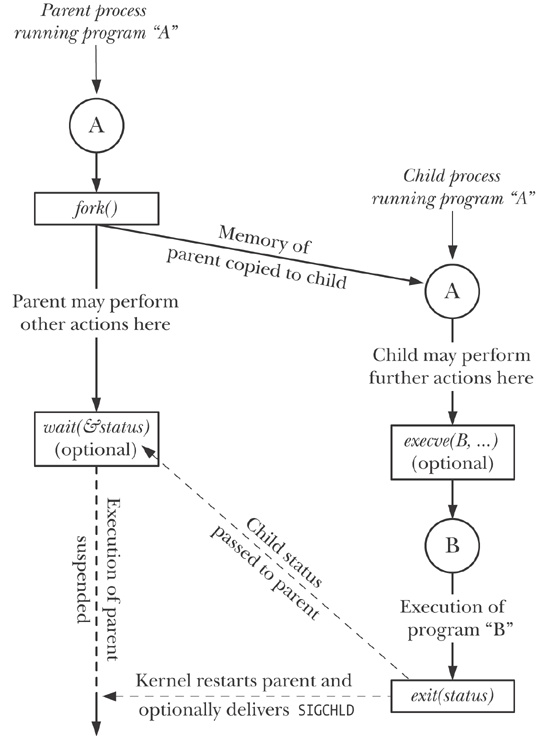 Parent process
running program “A”
A
fork()
Memory of
parent copied to child
Child process
running program “A”
A
Parent may perform
other actions here
Child may perform
further actions here
wait(&status)
(optional)
execve(B, ...)
(optional)
B
Execution of parent
suspended
Child status
passed to parent
Execution of
program “B”
Kernel restarts parent and
optionally delivers SIGCHLD
exit(status)